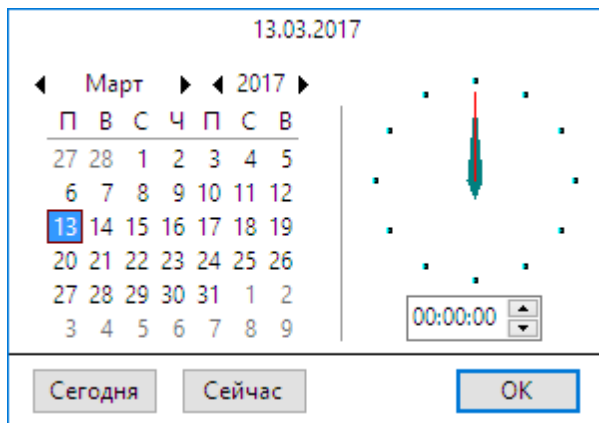 13.03.2017
Март 2017
П В С Ч П С В
27 28 1 2 3 4 5
6 7 8 9 10 11 12
13 14 15 16 17 18 19
20 21 22 23 24 25 26
27 28 29 30 31 1 2
3 4 5 6 7 8 9
00:00:00
Сегодня Сейчас OK